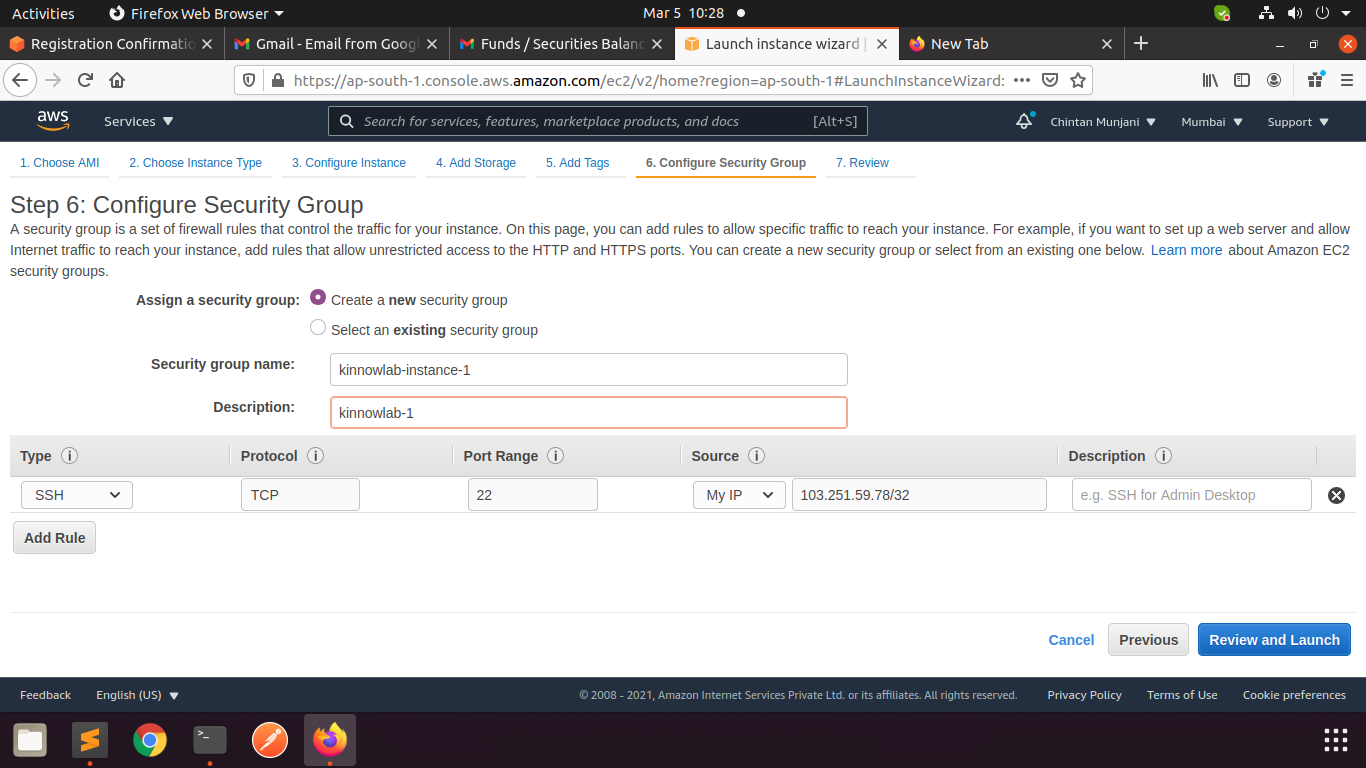 Activities Firefox Web Browser Mar 5 10:28
Registration Confirmatio Gmail - Email from Goog Funds / Securities Balanc Launch instance wizard | New Tab
https://ap-south-1.console.aws.amazon.com/ec2/v2/home?region=ap-south-1#LaunchInstanceWizard:
aws Services Search for services, features, marketplace products, and docs [Alt+S] Chintan Munjani Mumbai Support
1. Choose AMI 2. Choose Instance Type 3. Configure Instance 4. Add Storage 5. Add Tags 6. Configure Security Group 7. Review
Step 6: Configure Security Group
A security group is a set of firewall rules that control the traffic for your instance. On this page, you can add rules to allow specific traffic to reach your instance. For example, if you want to set up a web server and allow
Internet traffic to reach your instance, add rules that allow unrestricted access to the HTTP and HTTPS ports. You can create a new security group or select from an existing one below. Learn more about Amazon EC2
security groups.
Assign a security group: Create a new security group
Select an existing security group
Security group name: kinnowlab-instance-1
Description: kinnowlab-1
Type i Protocol i Port Range i Source i Description i
SSH TCP 22 My IP 103.251.59.78/32 e.g. SSH for Admin Desktop
Add Rule
Cancel Previous Review and Launch
Feedback English (US) © 2008 - 2021, Amazon Internet Services Private Ltd. or its affiliates. All rights reserved. Privacy Policy Terms of Use Cookie preferences